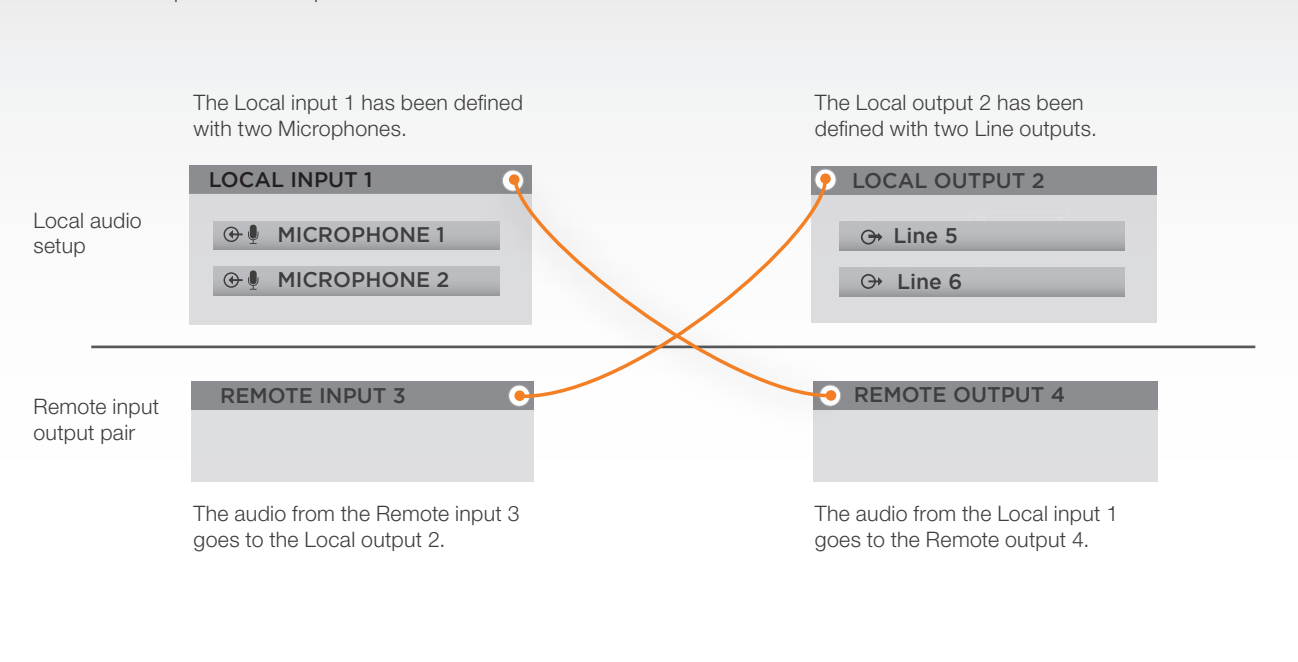 The Local input 1 has been defined
with two Microphones.
The Local output 2 has been
defined with two Line outputs.
Local audio
setup
LOCAL INPUT 1
MICROPHONE 1
MICROPHONE 2
LOCAL OUTPUT 2
Line 5
Line 6
Remote input
output pair
REMOTE INPUT 3
REMOTE OUTPUT 4
The audio from the Remote input 3
goes to the Local output 2.
The audio from the Local input 1
goes to the Remote output 4.